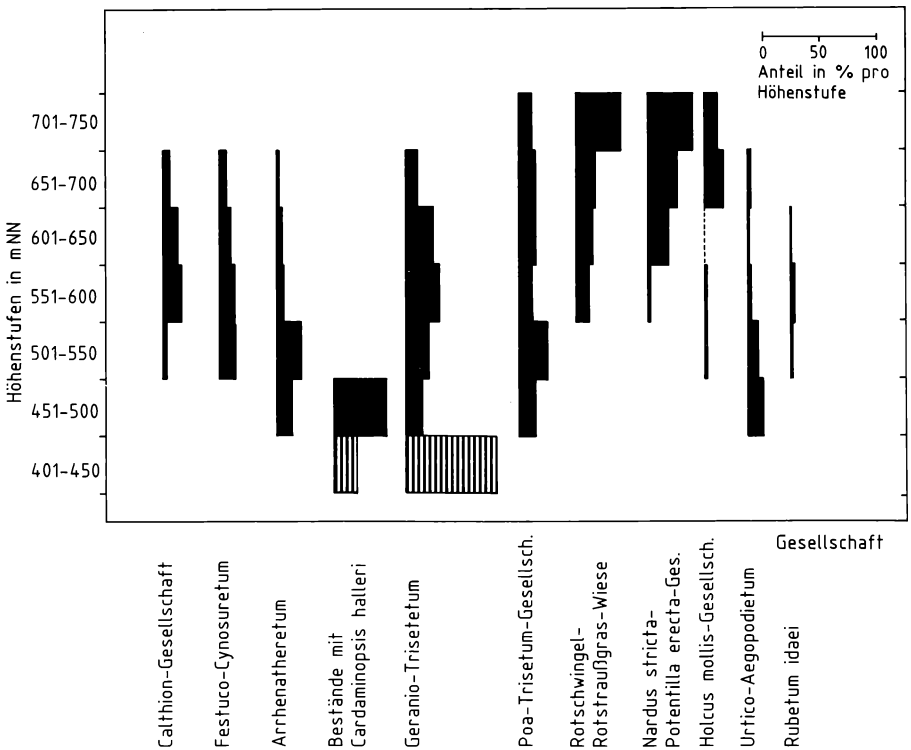 0 50 100
Anteil in % pro
Höhenstufe
Höhenstufen in mNN
701-750
651-700
601-650
551-600
501-550
451-500
401-450
Gesellschaft
Calthion-Gesellschaft
Festuco-Cynosuretum
Arrhenatheretum
Bestände mit
Cardaminopsis halleri
Geranio-Trisetetum
Poa-Trisetum-Gesellsch.
Rotschwingel-
Rotstraußgras-Wiese
Nardus stricta-
Potentilla erecta-Ges.
Holcus mollis-Gesellsch.
Urtico-Aegopodietum
Rubetum idaei